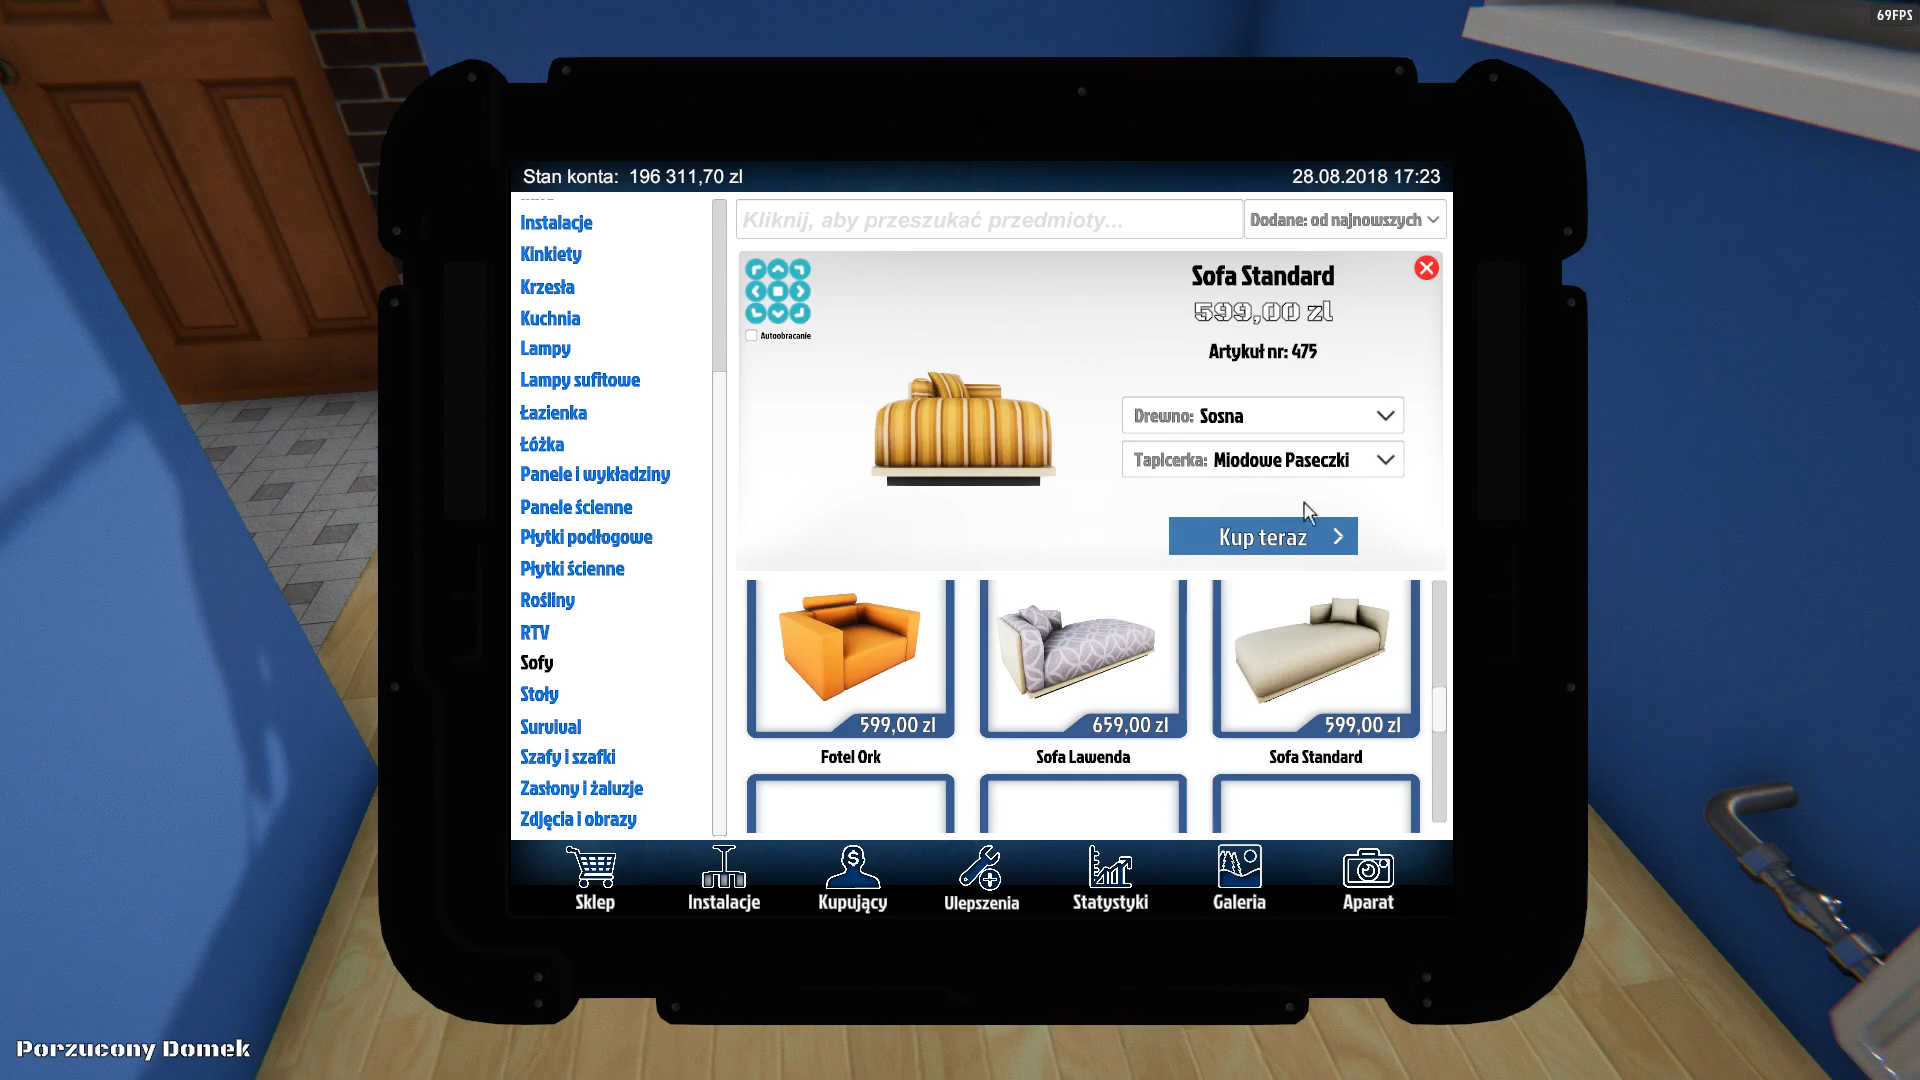 69FPS
Stan konta: 196 311,70 zl
28.08.2018 17:23
Instalacje
Kinkiety
Krzesła
Kuchnia
Lampy
Lampy sufitowe
Łazienka
Łóżka
Panele i wykładziny
Panele ścienne
Płytki podłogowe
Płytki ścienne
Rośliny
RTV
Sofy
Stoły
Survival
Szafy i szafki
Zasłony i żaluzje
Zdjęcia i obrazy
Kliknij, aby przeszukać przedmioty...
Dodane: od najnowszych
Autoobracanie
Sofa Standard
599,00 zl
Artykuł nr: 475
Drewno: Sosna
Tapicerka: Miodowe Paseczki
Kup teraz
599,00 zl
659,00 zl
599,00 zl
Fotel Ork
Sofa Lawenda
Sofa Standard
Sklep
Instalacje
Kupujący
Ulepszenia
Statystyki
Galeria
Aparat
Porzucony Domek